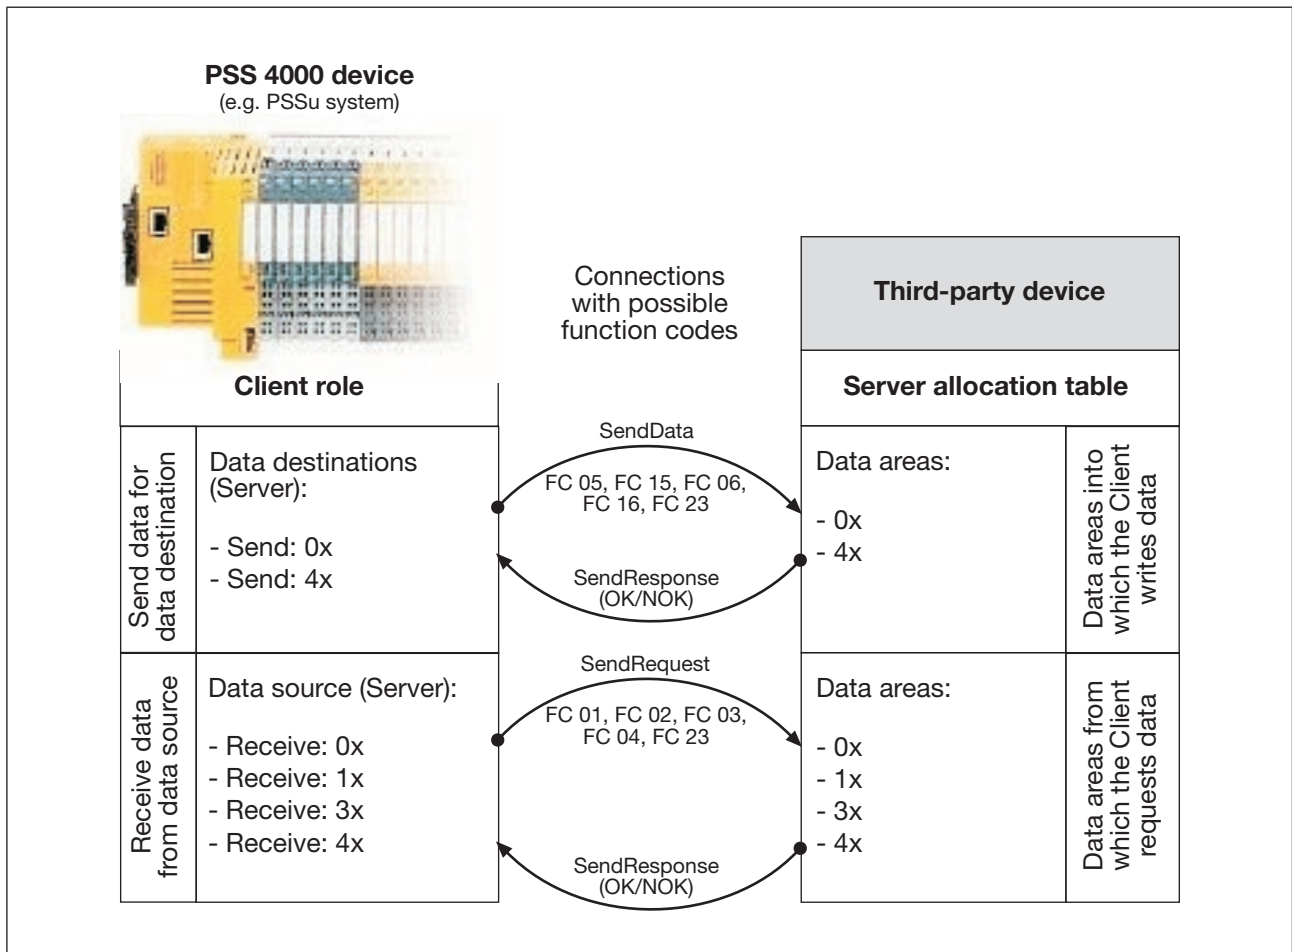 PSS 4000 device
(e.g. PSSu system)
Connections
with possible
function codes
Third-party device
Client role
Server allocation table
Send data for
data destination
Data destinations
(Server):
- Send: 0x
- Send: 4x
SendData
FC 05, FC 15, FC 06,
FC 16, FC 23
SendResponse
(OK/NOK)
Data areas:
- 0x
- 4x
Data areas into
which the Client
writes data
Receive data
from data source
Data source (Server):
- Receive: 0x
- Receive: 1x
- Receive: 3x
- Receive: 4x
SendRequest
FC 01, FC 02, FC 03,
FC 04, FC 23
SendResponse
(OK/NOK)
Data areas:
- 0x
- 1x
- 3x
- 4x
Data areas from
which the Client
requests data